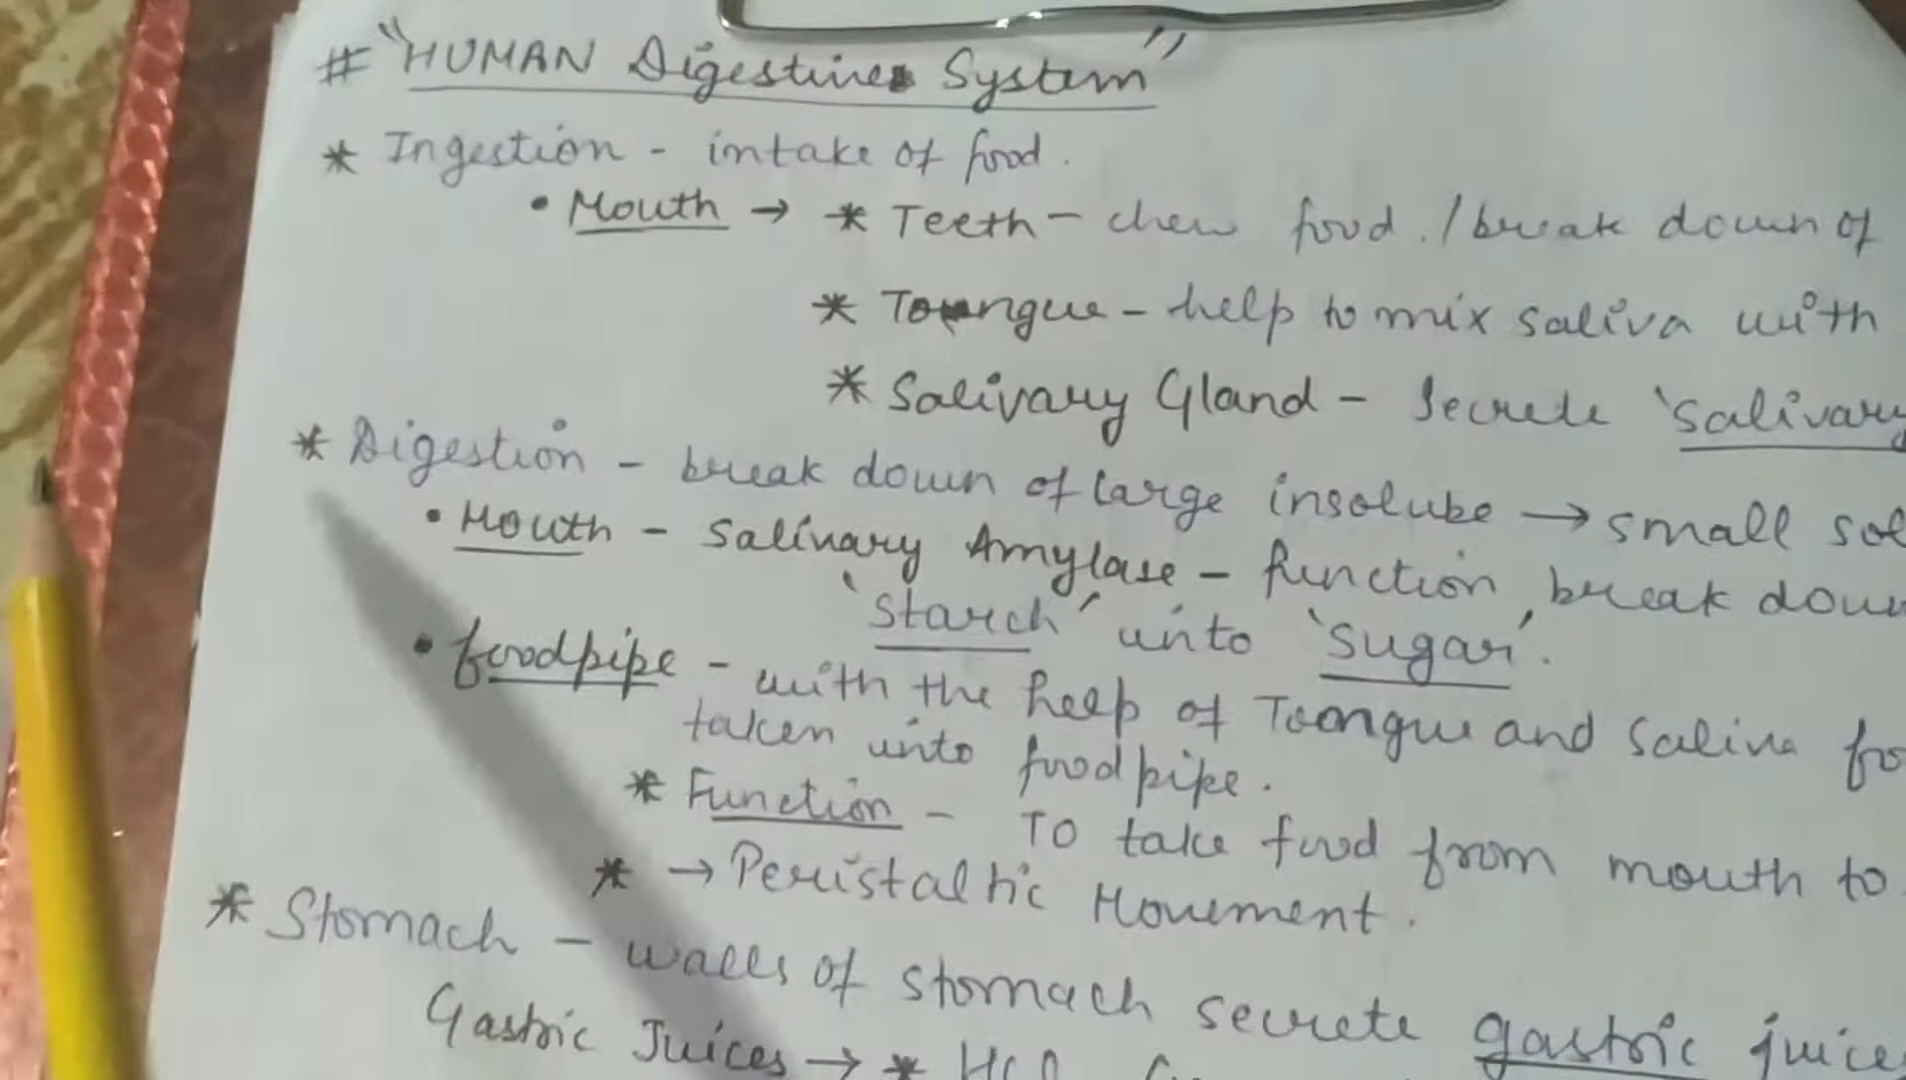 # "HUMAN Digestive System"
* Ingestion - intake of food.
• Mouth → * Teeth - chew food. / break down of
* Toungue - help to mix saliva with
* Salivary Gland - Secrete 'salivary
* Digestion - break down of large insolube → small sol
• Mouth - Salivary Amylase - function, break down
'Starch' into 'Sugar'.
• foodpipe - with the help of Toongue and saliva fo
taken into foodpipe.
* Function - To take food from mouth to
* → Peristaltic Movement.
* Stomach - walls of stomach secrete gastric juice
Gastric Juices → * HCl